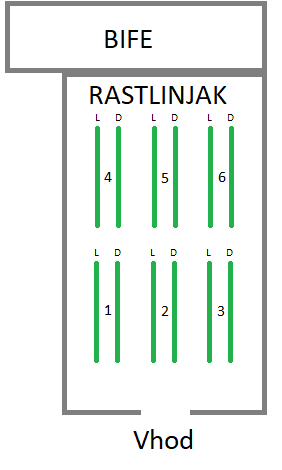 BIFE
RASTLINJAK
L D L D L D
4 5 6
L D L D L D
1 2 3
Vhod